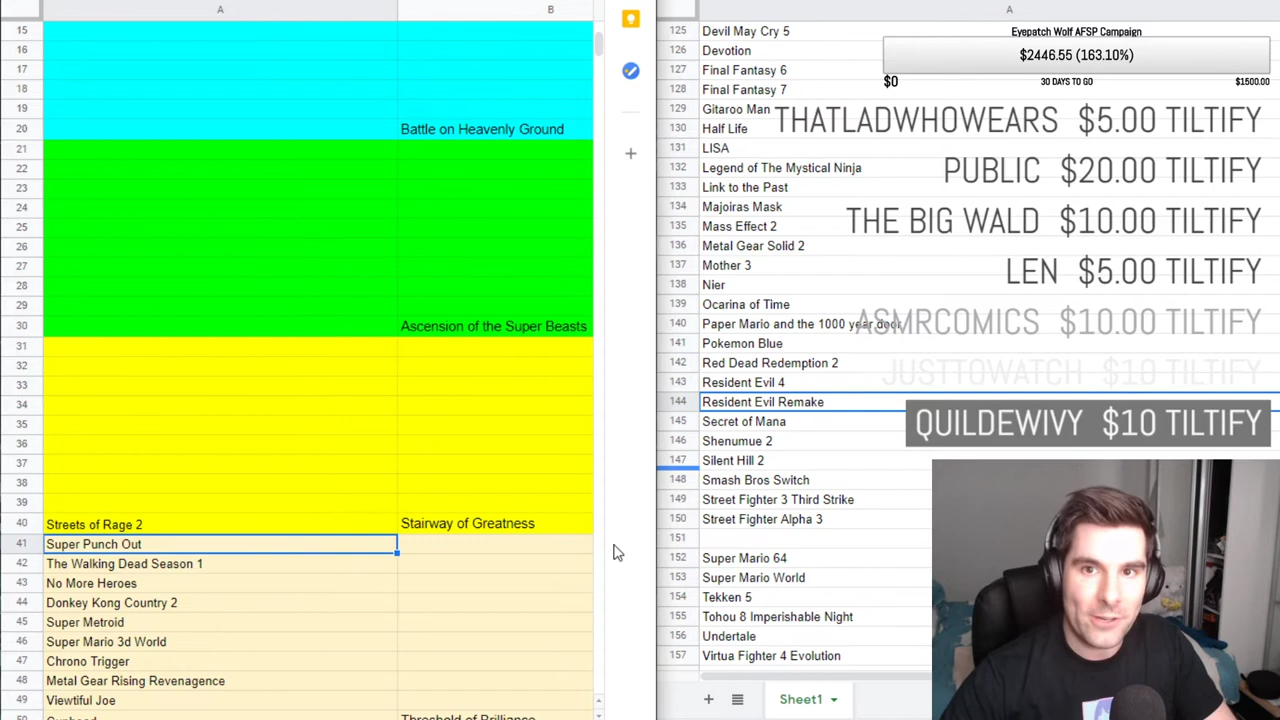 A
B
15
16
17
18
19
20 Battle on Heavenly Ground
21
22
23
24
25
26
27
28
29
30 Ascension of the Super Beasts
31
32
33
34
35
36
37
38
39
40 Streets of Rage 2 Stairway of Greatness
41 Super Punch Out
42 The Walking Dead Season 1
43 No More Heroes
44 Donkey Kong Country 2
45 Super Metroid
46 Super Mario 3d World
47 Chrono Trigger
48 Metal Gear Rising Revenagence
49 Viewtiful Joe
50 Cuphead Threshold of Brilliance
A
125 Devil May Cry 5
126 Devotion
127 Final Fantasy 6
128 Final Fantasy 7
129 Gitaroo Man
130 Half Life
131 LISA
132 Legend of The Mystical Ninja
133 Link to the Past
134 Majoiras Mask
135 Mass Effect 2
136 Metal Gear Solid 2
137 Mother 3
138 Nier
139 Ocarina of Time
140 Paper Mario and the 1000 year door
141 Pokemon Blue
142 Red Dead Redemption 2
143 Resident Evil 4
144 Resident Evil Remake
145 Secret of Mana
146 Shenumue 2
147 Silent Hill 2
148 Smash Bros Switch
149 Street Fighter 3 Third Strike
150 Street Fighter Alpha 3
151
152 Super Mario 64
153 Super Mario World
154 Tekken 5
155 Tohou 8 Imperishable Night
156 Undertale
157 Virtua Fighter 4 Evolution
Sheet1
Eyepatch Wolf AFSP Campaign
$2446.55 (163.10%)
$0 30 DAYS TO GO $1500.00
THATLADWHOWEARS $5.00 TILTIFY
PUBLIC $20.00 TILTIFY
THE BIG WALD $10.00 TILTIFY
LEN $5.00 TILTIFY
ASMRCOMICS $10.00 TILTIFY
JUSTTOWATCH $10 TILTIFY
QUILDEWIVY $10 TILTIFY